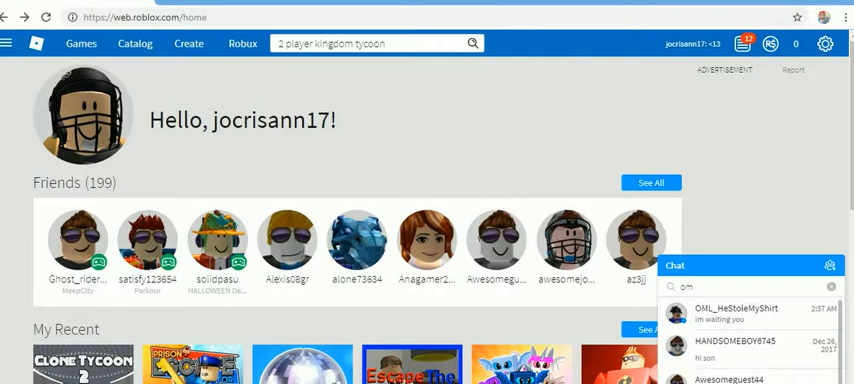 https://web.roblox.com/home
Games Catalog Create Robux 2 player kingdom tycoon jocrisann17: <13 12 R$ 0
ADVERTISEMENT Report
Hello, jocrisann17!
Friends (199) See All
Ghost_rider... satisfy123654 solidpasu Alexis08gr alone73634 Anagamer2... Awesomegu... awesomejo... az3jj
MeepCity Parkour HALLOWEEN De...
Chat
om
OML_HeStoleMyShirt 2:37 AM
im waiting you
HANDSOMEBOY6745 Dec 26, 2017
hi son
Awesomeguest44
My Recent See A
CLONE TYCOON 2
PRISON ESCAPE
Escape The